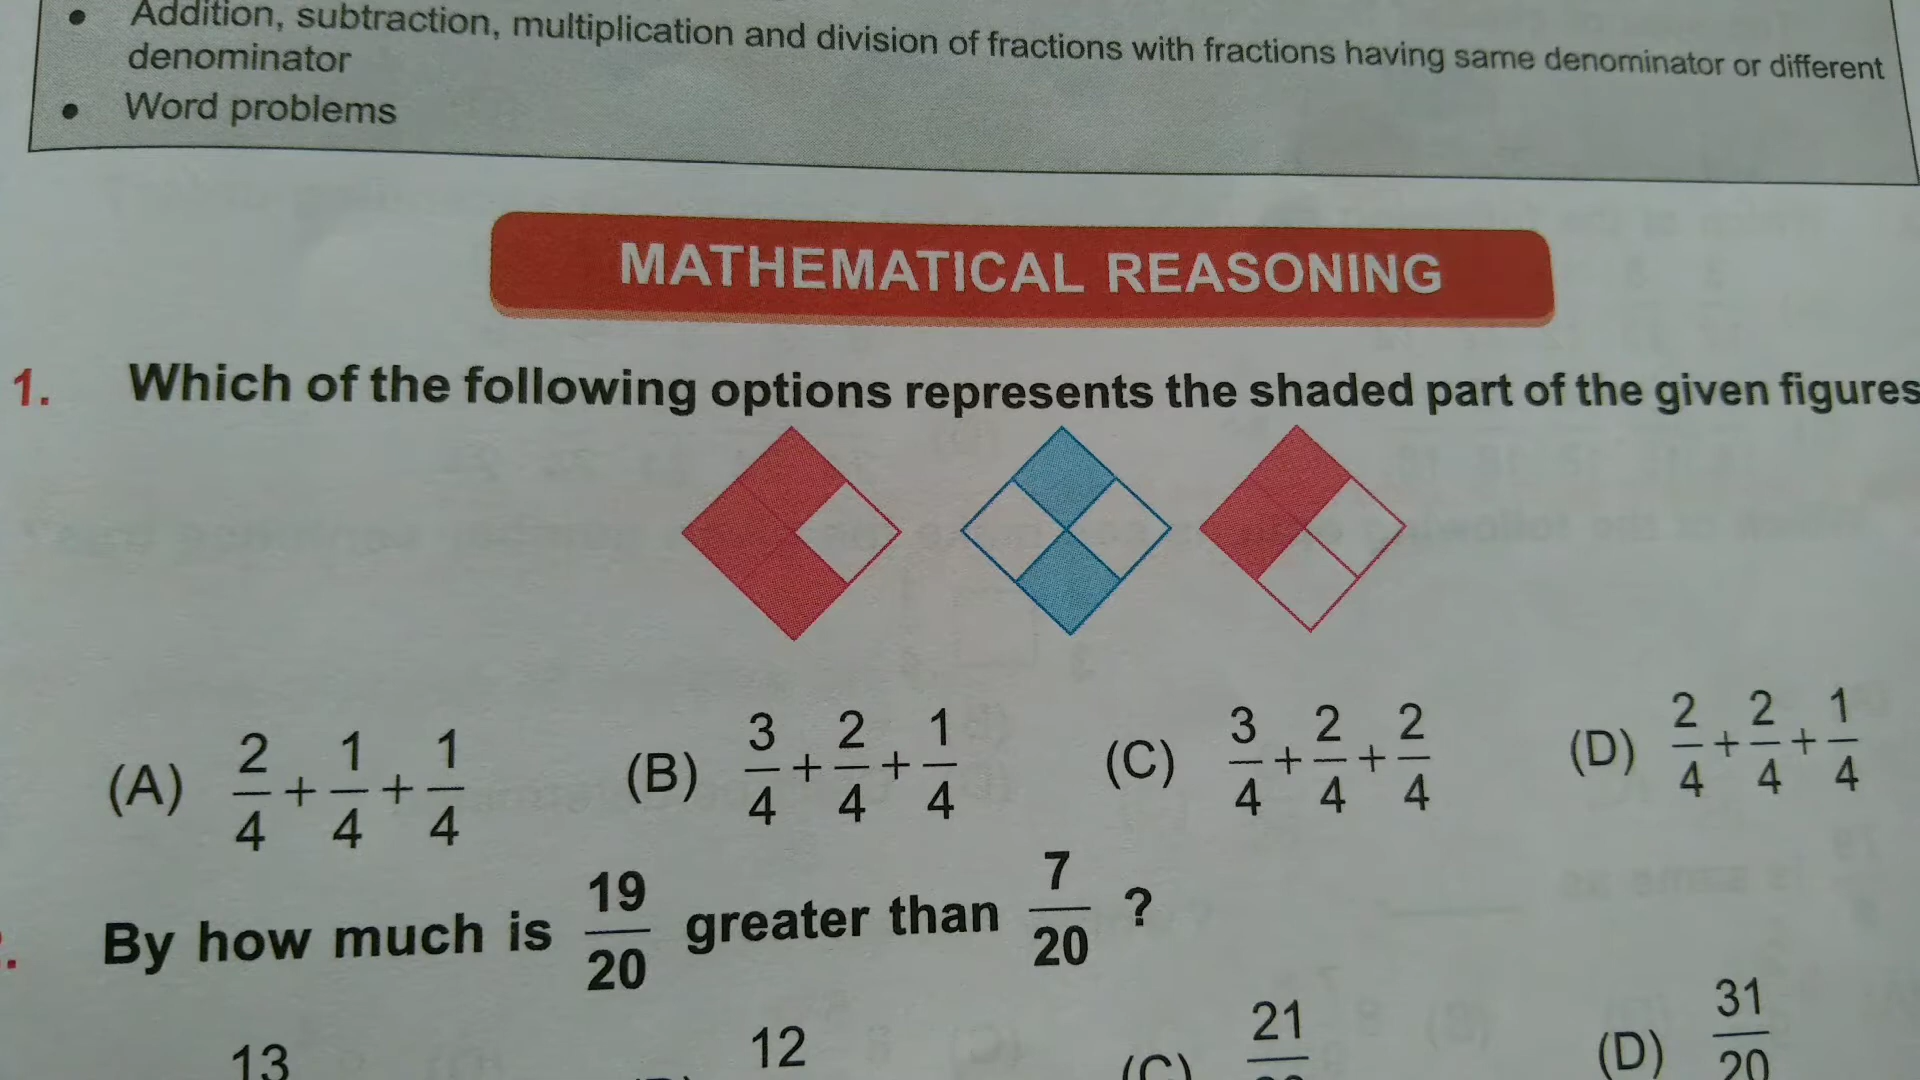 • Addition, subtraction, multiplication and division of fractions with fractions having same denominator or different
denominator
• Word problems
MATHEMATICAL REASONING
1. Which of the following options represents the shaded part of the given figures
(A) 2/4 + 1/4 + 1/4 (B) 3/4 + 2/4 + 1/4 (C) 3/4 + 2/4 + 2/4 (D) 2/4 + 2/4 + 1/4
By how much is 19/20 greater than 7/20 ?
13 12 (C) 21 (D) 31/20